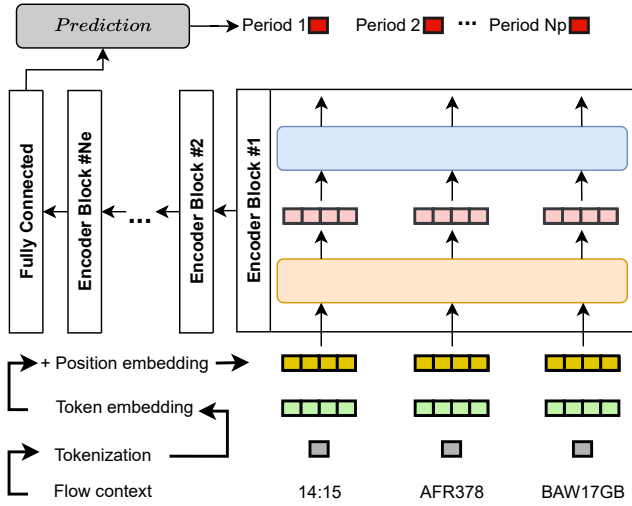 Prediction
Period 1
Period 2
...
Period Np
Fully Connected
Encoder Block #Ne
...
Encoder Block #2
Encoder Block #1
+ Position embedding
Token embedding
Tokenization
Flow context
14:15
AFR378
BAW17GB